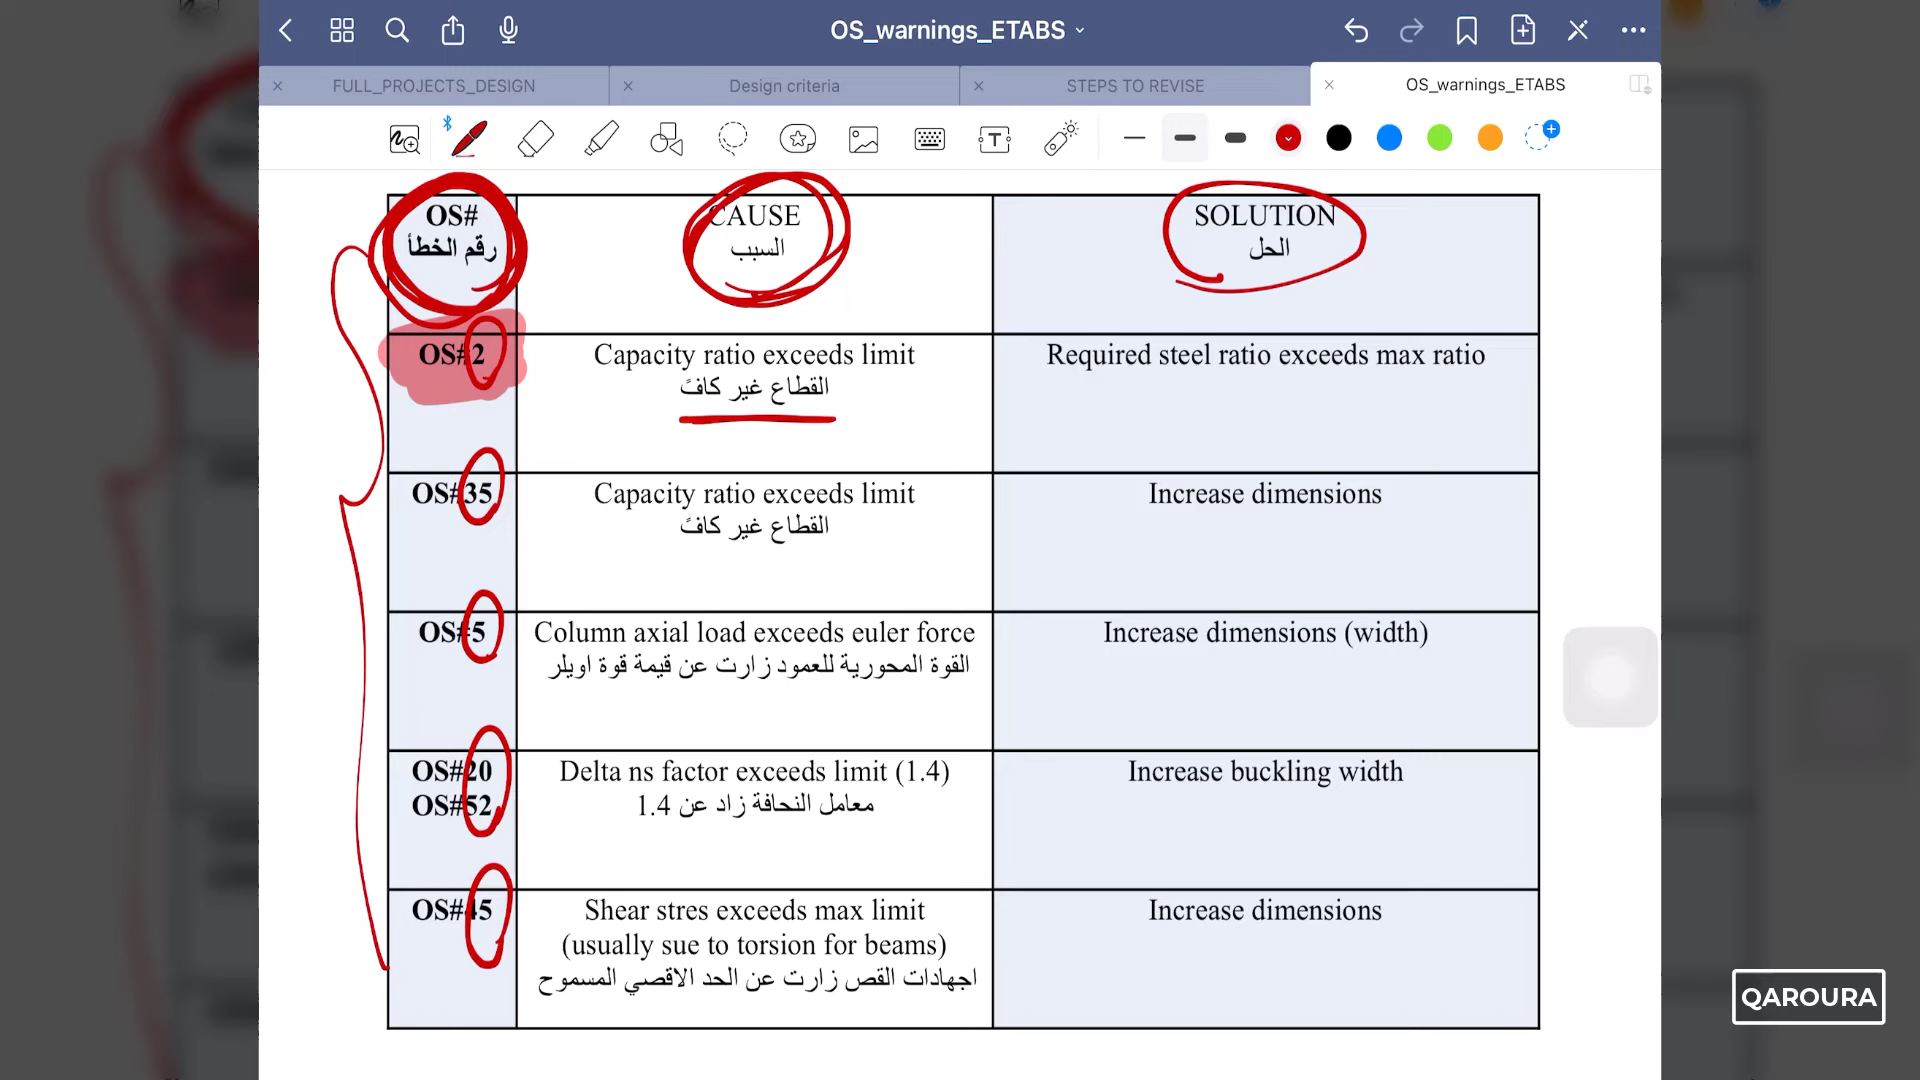 OS_warnings_ETABS
FULL_PROJECTS_DESIGN
Design criteria
STEPS TO REVISE
OS_warnings_ETABS
OS#
رقم الخطأ
CAUSE
السبب
SOLUTION
الحل
OS#2
Capacity ratio exceeds limit
القطاع غير كافً
Required steel ratio exceeds max ratio
OS#35
Capacity ratio exceeds limit
القطاع غير كافً
Increase dimensions
OS#5
Column axial load exceeds euler force
القوة المحورية للعمود زارت عن قيمة قوة اويلر
Increase dimensions (width)
OS#20
OS#52
Delta ns factor exceeds limit (1.4)
معامل النحافة زاد عن 1.4
Increase buckling width
OS#45
Shear stres exceeds max limit
(usually sue to torsion for beams)
اجهادات القص زارت عن الحد الاقصي المسموح
Increase dimensions
QAROURA